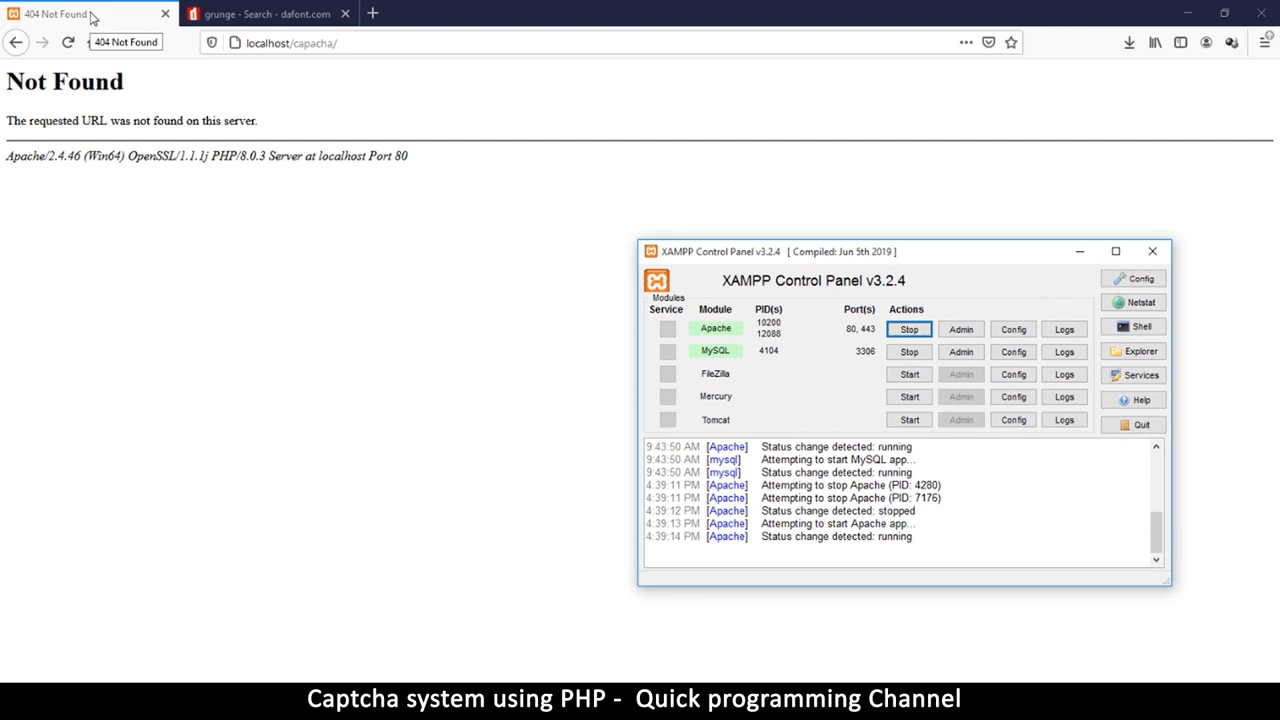 404 Not Found
grunge - Search - dafont.com
404 Not Found
localhost/capacha/
Not Found
The requested URL was not found on this server.
Apache/2.4.46 (Win64) OpenSSL/1.1.1j PHP/8.0.3 Server at localhost Port 80
XAMPP Control Panel v3.2.4 [ Compiled: Jun 5th 2019 ]
XAMPP Control Panel v3.2.4
Config
Modules
Service Module PID(s) Port(s) Actions
Netstat
Apache 10200 12088 80, 443 Stop Admin Config Logs
Shell
MySQL 4104 3306 Stop Admin Config Logs
Explorer
FileZilla Start Admin Config Logs
Services
Mercury Start Admin Config Logs
Help
Tomcat Start Admin Config Logs
Quit
9:43:50 AM [Apache] Status change detected: running
9:43:50 AM [mysql] Attempting to start MySQL app...
9:43:50 AM [mysql] Status change detected: running
4:39:11 PM [Apache] Attempting to stop Apache (PID: 4280)
4:39:11 PM [Apache] Attempting to stop Apache (PID: 7176)
4:39:12 PM [Apache] Status change detected: stopped
4:39:13 PM [Apache] Attempting to start Apache app...
4:39:14 PM [Apache] Status change detected: running
Captcha system using PHP - Quick programming Channel